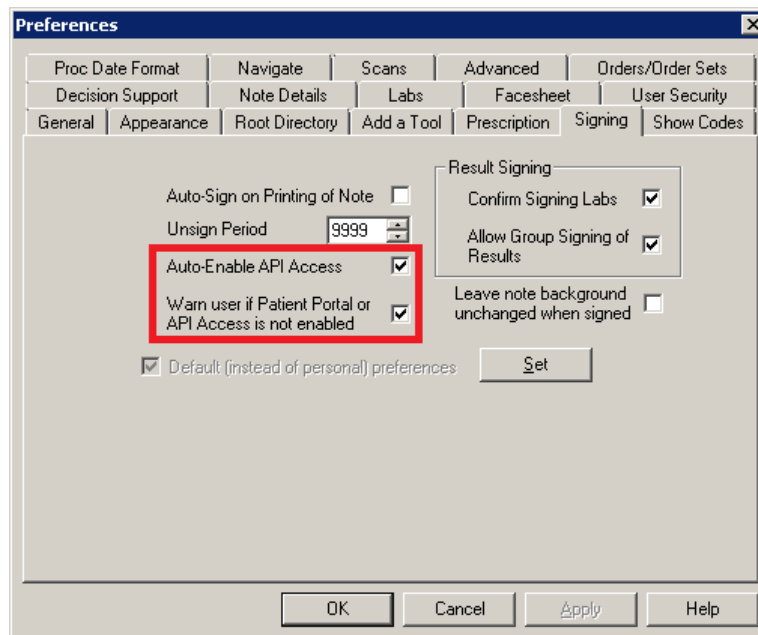 Preferences
Proc Date Format Navigate Scans Advanced Orders/Order Sets
Decision Support Note Details Labs Facesheet User Security
General Appearance Root Directory Add a Tool Prescription Signing Show Codes
Auto-Sign on Printing of Note
Unsign Period 9999
Auto-Enable API Access
Warn user if Patient Portal or
API Access is not enabled
Result Signing
Confirm Signing Labs
Allow Group Signing of
Results
Leave note background
unchanged when signed
Default (instead of personal) preferences Set
OK Cancel Apply Help